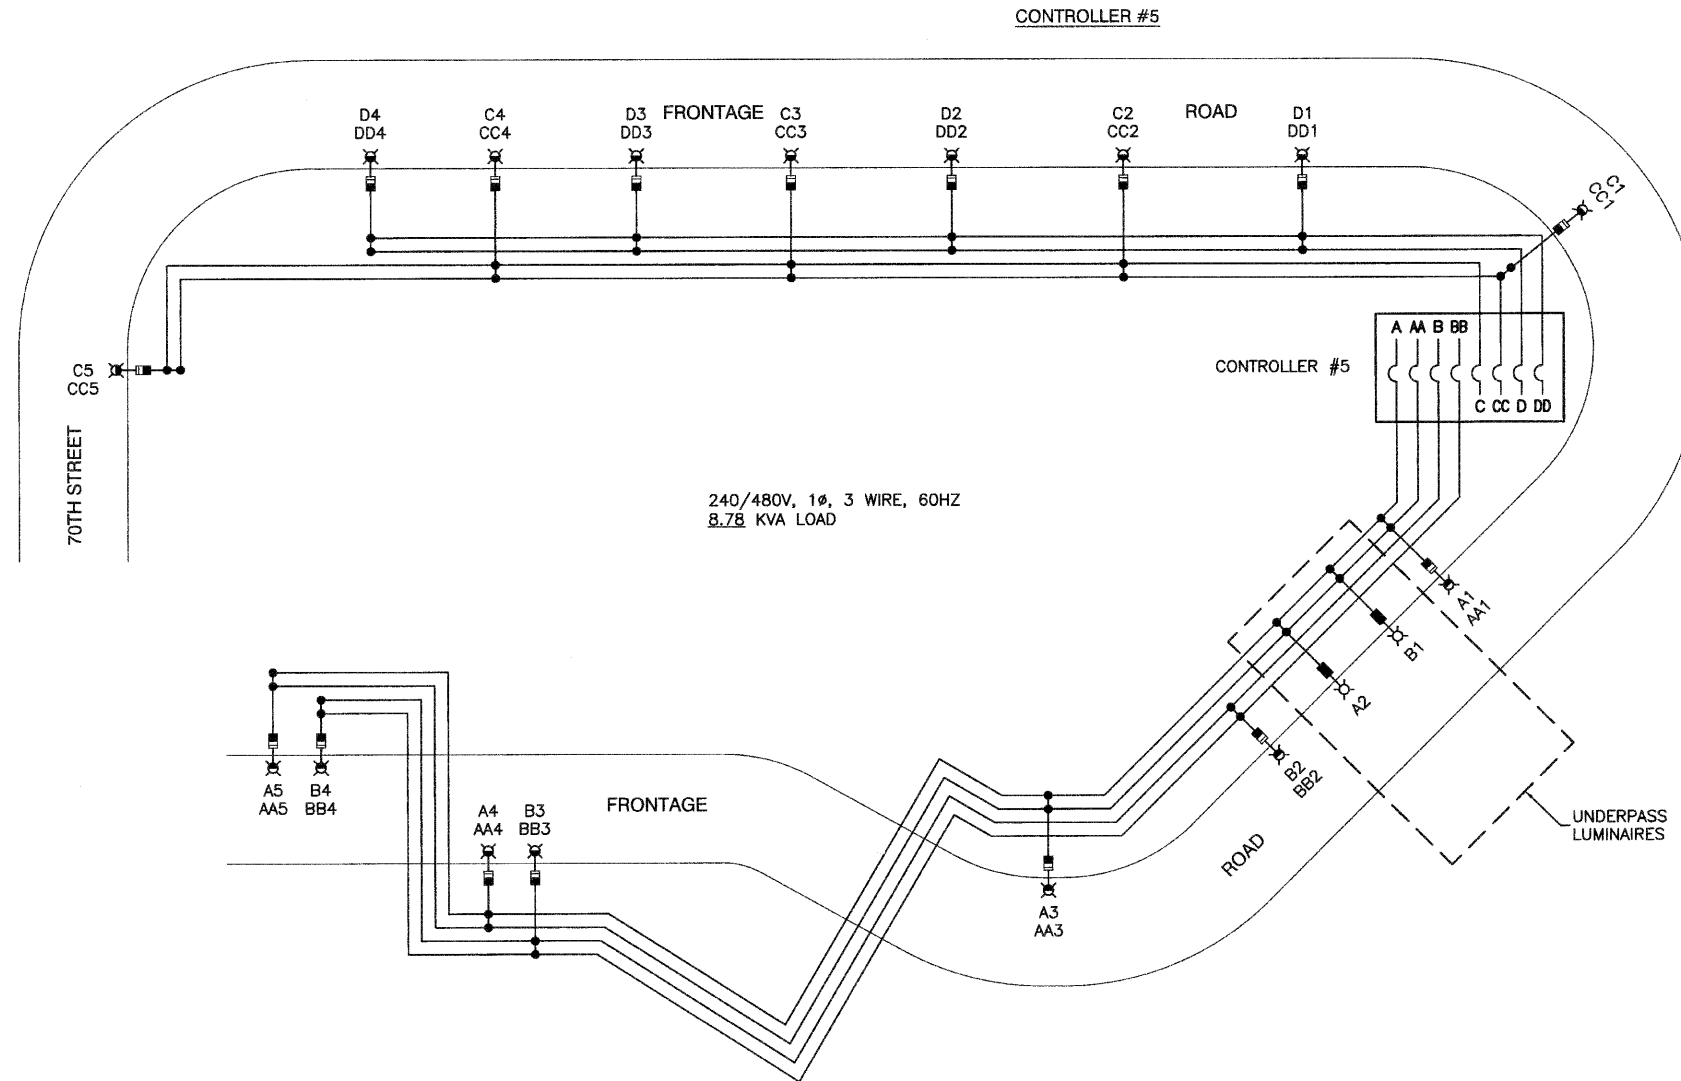 CONTROLLER #5
D4
DD4
C4
CC4
D3
DD3
FRONTAGE
C3
CC3
D2
DD2
C2
CC2
ROAD
D1
DD1
C1
CC1
C5
CC5
70TH STREET
CONTROLLER #5
A AA B BB
C CC D DD
240/480V, 1ø, 3 WIRE, 60HZ
8.78 KVA LOAD
A1
AA1
B1
A2
B2
BB2
UNDERPASS
LUMINAIRES
ROAD
A5
AA5
B4
BB4
A4
AA4
B3
BB3
FRONTAGE
A3
AA3